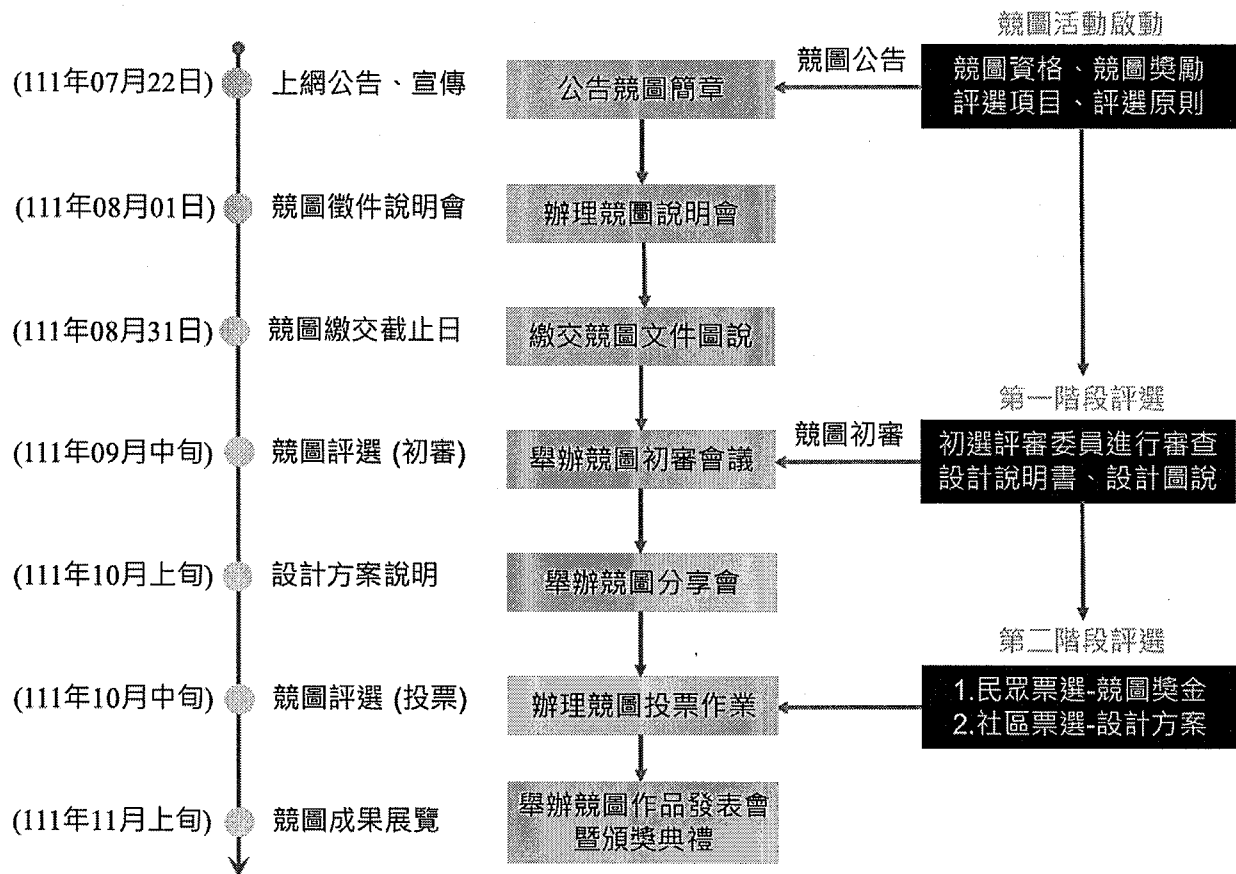 競圖活動啟動
(111年07月22日) 上網公告、宣傳
公告競圖簡章
競圖公告
競圖資格、競圖獎勵
評選項目、評選原則
(111年08月01日) 競圖徵件說明會
辦理競圖說明會
(111年08月31日) 競圖繳交截止日
繳交競圖文件圖說
第一階段評選
(111年09月中旬) 競圖評選 (初審)
舉辦競圖初審會議
競圖初審
初選評審委員進行審查
設計說明書、設計圖說
(111年10月上旬) 設計方案說明
舉辦競圖分享會
第二階段評選
(111年10月中旬) 競圖評選 (投票)
辦理競圖投票作業
1.民眾票選-競圖獎金
2.社區票選-設計方案
(111年11月上旬) 競圖成果展覽
舉辦競圖作品發表會
暨頒獎典禮